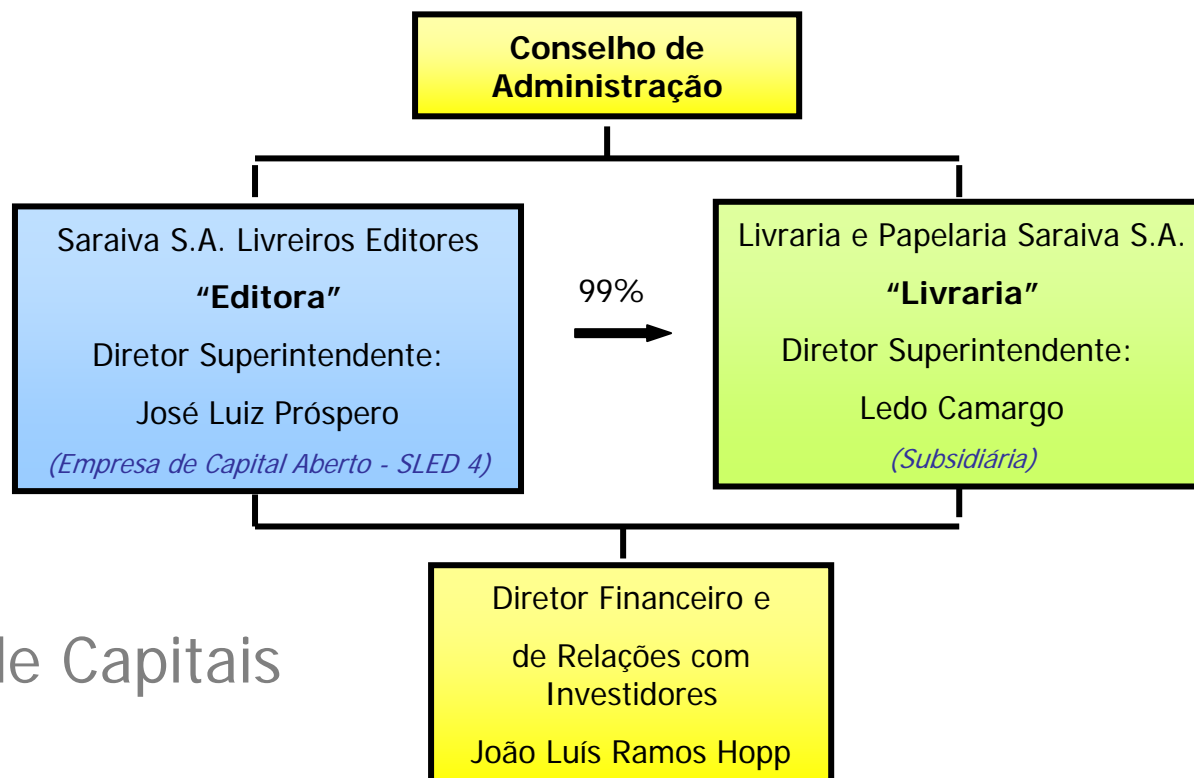 Conselho de
Administração
Saraiva S.A. Livreiros Editores
“Editora”
Diretor Superintendente:
José Luiz Próspero
(Empresa de Capital Aberto - SLED 4)
99%
Livraria e Papelaria Saraiva S.A.
“Livraria”
Diretor Superintendente:
Ledo Camargo
(Subsidiária)
Diretor Financeiro e
de Relações com
Investidores
João Luís Ramos Hopp
de Capitais